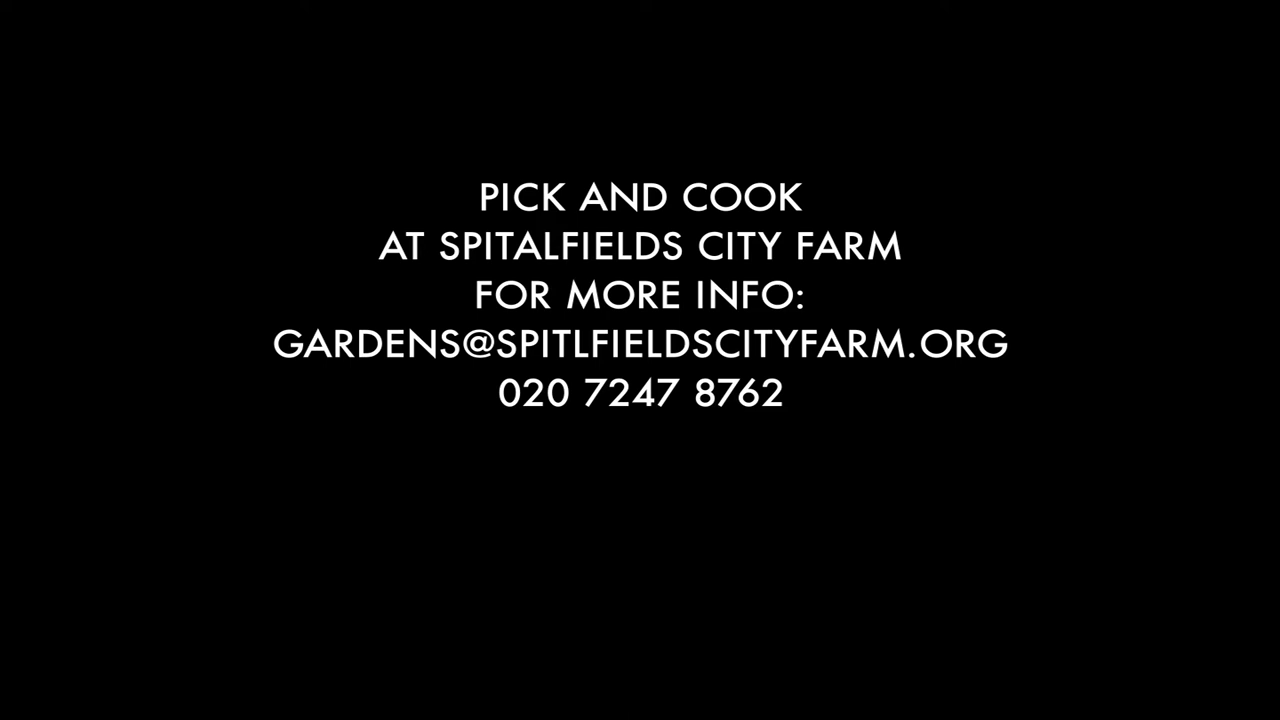 PICK AND COOK
AT SPITALFIELDS CITY FARM
FOR MORE INFO:
GARDENS@SPITLFIELDSCITYFARM.ORG
020 7247 8762